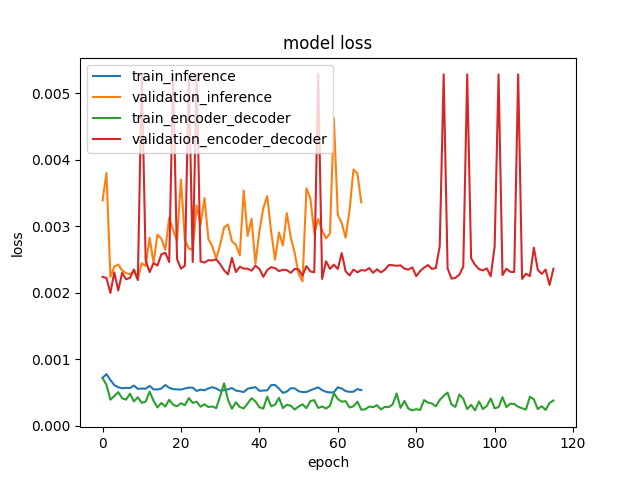 model loss
train_inference
validation_inference
train_encoder_decoder
validation_encoder_decoder
loss
0.005
0.004
0.003
0.002
0.001
0.000
0 20 40 60 80 100 120
epoch